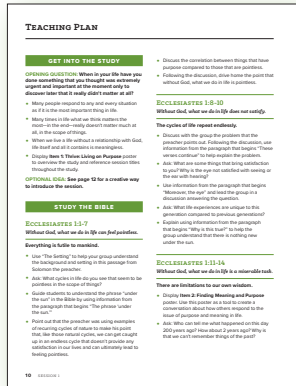 TEACHING PLAN
GET INTO THE STUDY
OPENING QUESTION: When in your life have you
done something that you thought was extremely
urgent and important at the moment only to
discover later that it really didn't matter at all?
• Many people respond to any and every situation
as if it is the most important thing in life.
• Many times in life what we think matters the
most—in the end—really doesn't matter much at
all, in the scope of things.
• When we live a life without a relationship with God,
life itself and all it contains is meaningless.
• Display Item 1: Thrive Living on Purpose poster
to overview the study and reference session titles
throughout the study.
OPTIONAL IDEA: See page 12 for a creative way
to introduce the session.
STUDY THE BIBLE
ECCLESIASTES 1:1-7
Without God, what we do in life can feel pointless.
Everything is futile to mankind.
• Use "The Setting" to help your group understand
the background and setting in this passage from
Solomon the preacher.
• Ask: What cycles in life do you see that seem to be
pointless in the scope of things?
• Guide students to understand the phrase "under
the sun" in the Bible by using information from
the paragraph that begins "The phrase 'under
the sun.'"
• Point out that the preacher was using examples
of recurring cycles of nature to make his point
that, like those natural cycles, we can get caught
up in an endless cycle that doesn't provide any
satisfaction in our lives and can ultimately lead to
feeling pointless.
• Discuss the correlation between things that have
purpose compared to those that are pointless.
• Following the discussion, drive home the point that
without God, what we do in life is pointless.
ECCLESIASTES 1:8-10
Without God, what we do in life does not satisfy.
The cycles of life repeat endlessly.
• Discuss with the group the problem that the
preacher points out. Following the discussion, use
information from the paragraph that begins "These
verses continue" to help explain the problem.
• Ask: What are some things that bring satisfaction
to you? Why is the eye not satisfied with seeing or
the ear with hearing?
• Use information from the paragraph that begins
"Moreover, the eye" and lead the group in a
discussion answering the question.
• Ask: What life experiences are unique to this
generation compared to previous generations?
• Explain using information from the paragraph
that begins "Why is this true?" to help the
group understand that there is nothing new
under the sun.
ECCLESIASTES 1:11-14
Without God, what we do in life is a miserable task.
There are limitations to our own wisdom.
• Display Item 2: Finding Meaning and Purpose
poster. Use this poster as a tool to create a
conversation about how others respond to the
issue of purpose and meaning in life.
• Ask: Who can tell me what happened on this day
200 years ago? How about 2 years ago? Why is it
that we can't remember things of the past?
10 SESSION 1